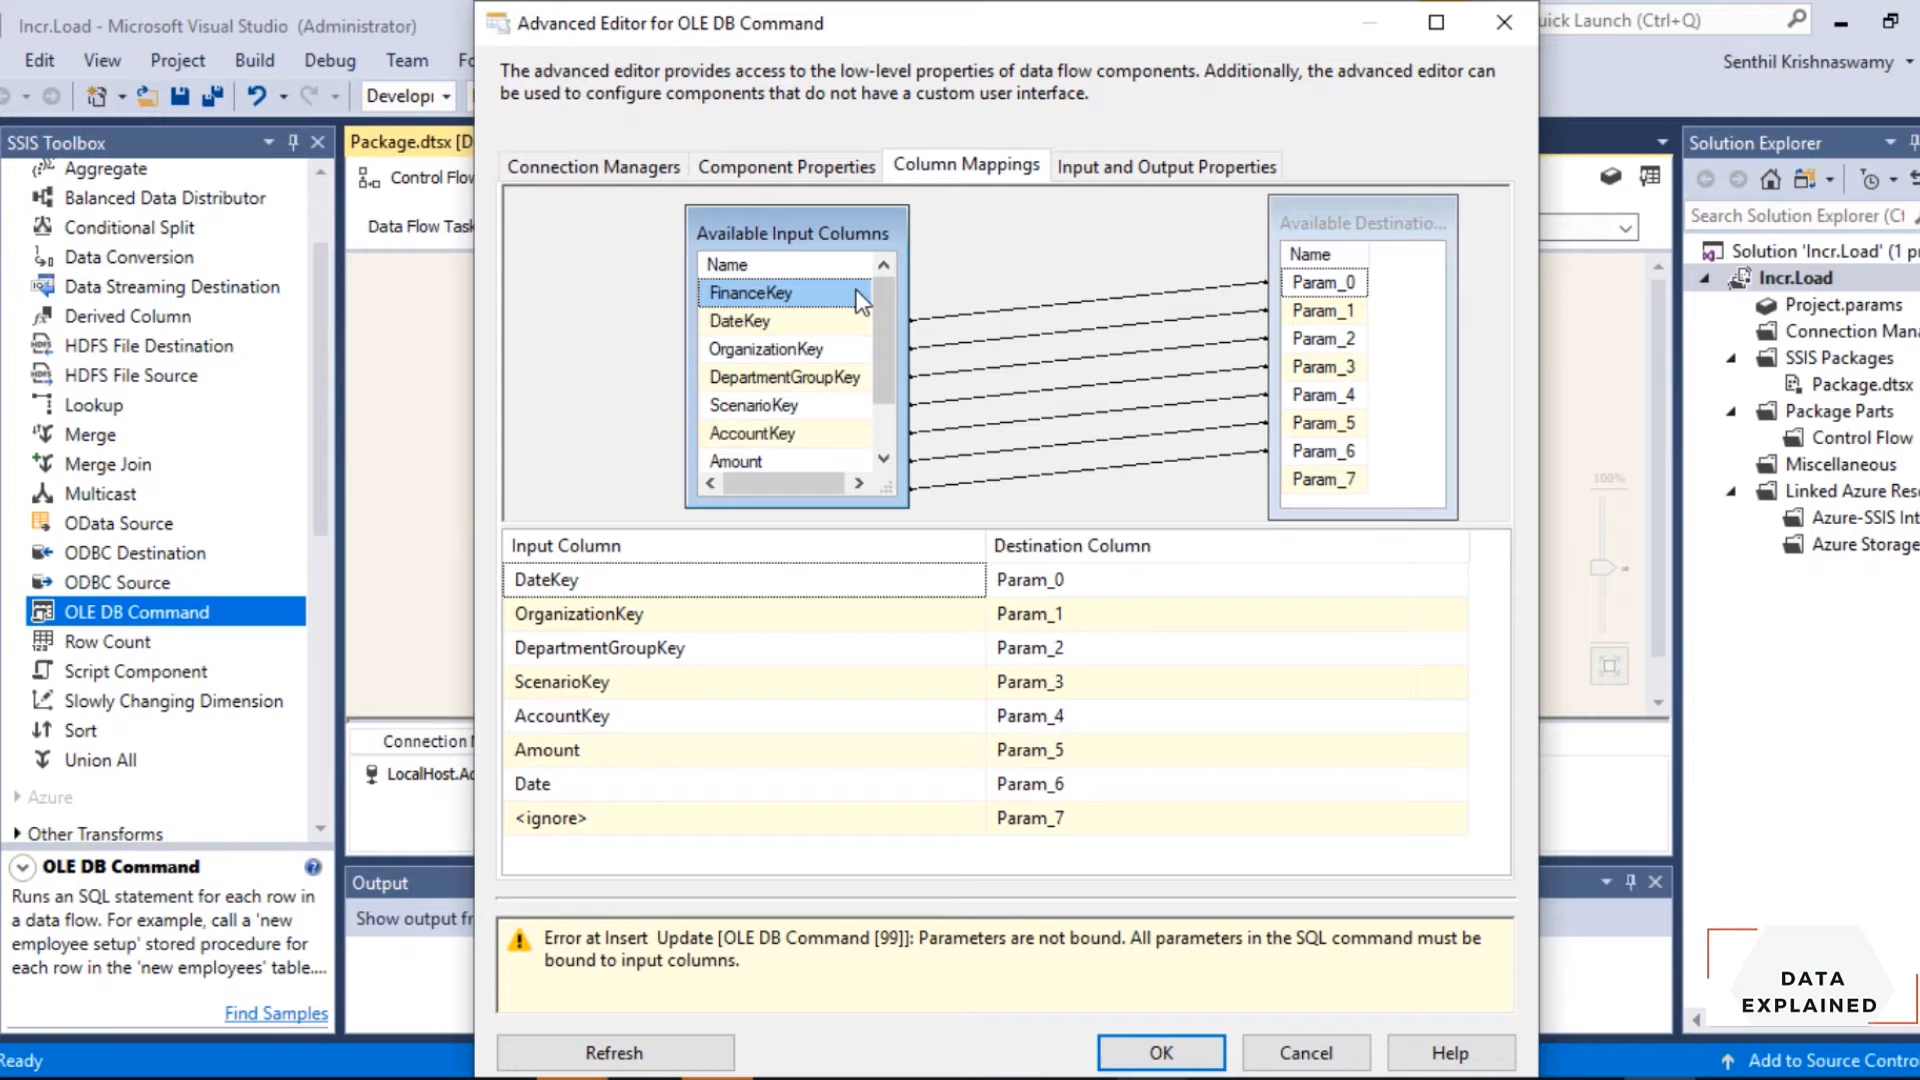 Incr.Load - Microsoft Visual Studio (Administrator)
Edit View Project Build Debug Team
Developi
Senthil Krishnaswamy
uick Launch (Ctrl+Q)
SSIS Toolbox
Aggregate
Balanced Data Distributor
Conditional Split
Data Conversion
Data Streaming Destination
Derived Column
HDFS File Destination
HDFS File Source
Lookup
Merge
Merge Join
Multicast
OData Source
ODBC Destination
ODBC Source
OLE DB Command
Row Count
Script Component
Slowly Changing Dimension
Sort
Union All
Azure
Other Transforms
OLE DB Command
Runs an SQL statement for each row in
a data flow. For example, call a 'new
employee setup' stored procedure for
each row in the 'new employees' table....
Find Samples
Ready
Package.dtsx [D
Control Flow
Data Flow Task
Connection M
LocalHost.Ad
Output
Show output fr
Advanced Editor for OLE DB Command
The advanced editor provides access to the low-level properties of data flow components. Additionally, the advanced editor can
be used to configure components that do not have a custom user interface.
Connection Managers Component Properties Column Mappings Input and Output Properties
Available Input Columns
Name
FinanceKey
DateKey
OrganizationKey
DepartmentGroupKey
ScenarioKey
AccountKey
Amount
Available Destinatio...
Name
Param_0
Param_1
Param_2
Param_3
Param_4
Param_5
Param_6
Param_7
Input Column Destination Column
DateKey Param_0
OrganizationKey Param_1
DepartmentGroupKey Param_2
ScenarioKey Param_3
AccountKey Param_4
Amount Param_5
Date Param_6
<ignore> Param_7
Error at Insert Update [OLE DB Command [99]]: Parameters are not bound. All parameters in the SQL command must be
bound to input columns.
Refresh OK Cancel Help
100%
Solution Explorer
Search Solution Explorer (Ct
Solution 'Incr.Load' (1 pr
Incr.Load
Project.params
Connection Mana
SSIS Packages
Package.dtsx
Package Parts
Control Flow
Miscellaneous
Linked Azure Res
Azure-SSIS Int
Azure Storage
DATA
EXPLAINED
Add to Source Contro